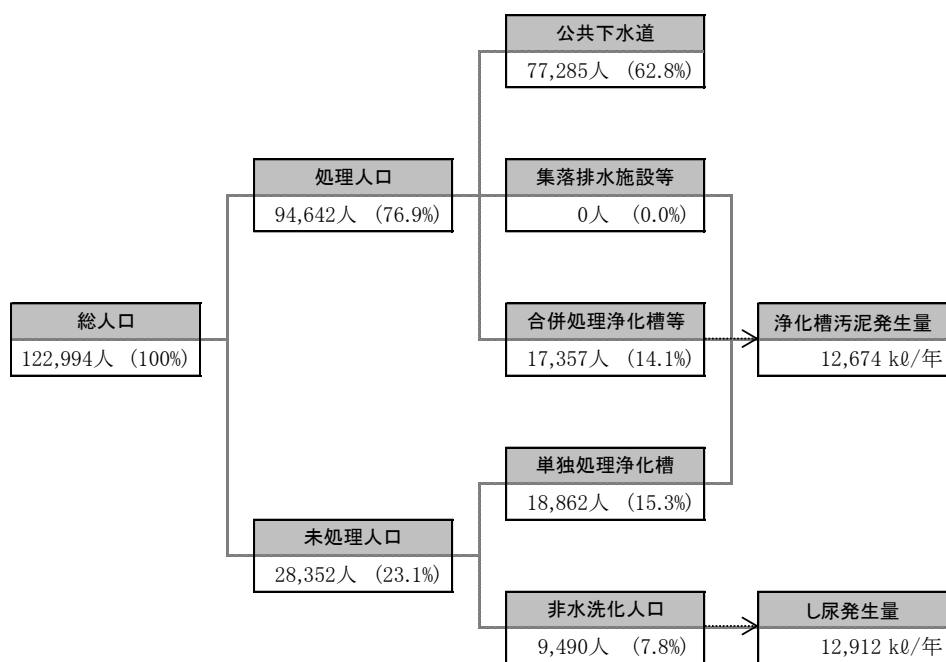 公共下水道
77,285人 (62.8%)
処理人口
94,642人 (76.9%)
集落排水施設等
0人 (0.0%)
総人口
122,994人 (100%)
合併処理浄化槽等
17,357人 (14.1%)
浄化槽汚泥発生量
12,674 kℓ/年
単独処理浄化槽
18,862人 (15.3%)
未処理人口
28,352人 (23.1%)
非水洗化人口
9,490人 (7.8%)
し尿発生量
12,912 kℓ/年